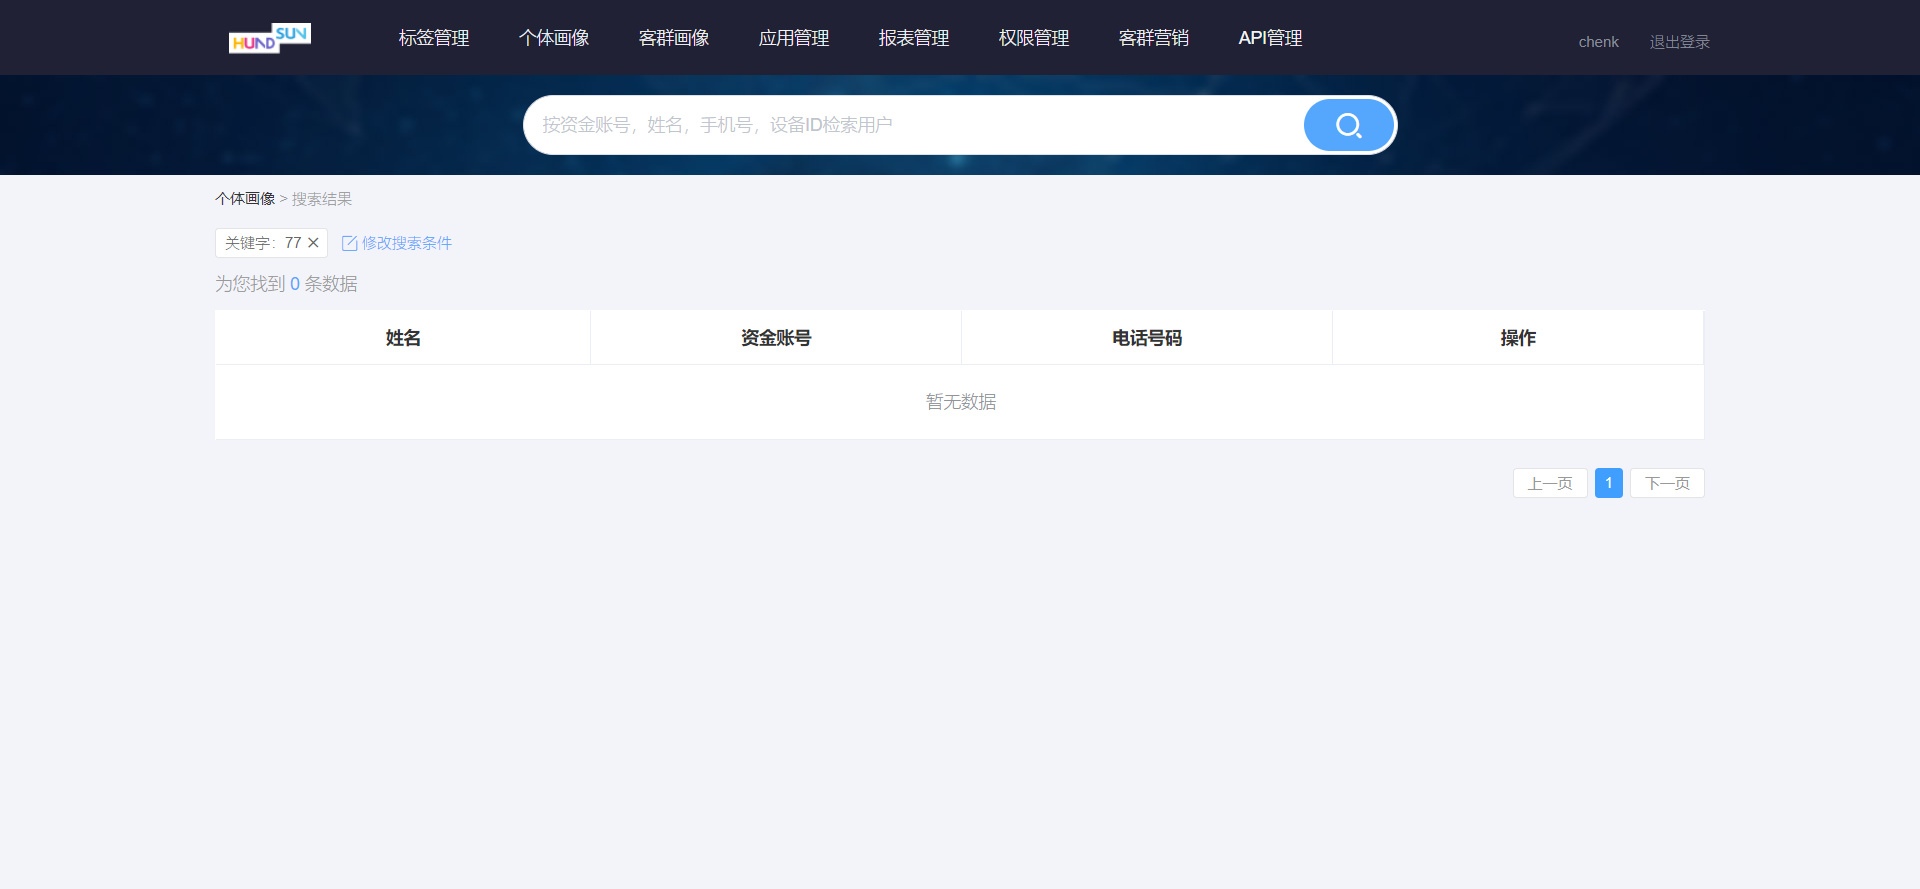 HUNDSUN 标签管理 个体画像 客群画像 应用管理 报表管理 权限管理 客群营销 API管理 chenk 退出登录
按资金账号，姓名，手机号，设备ID检索用户
个体画像 > 搜索结果
关键字：77 修改搜索条件
为您找到 0 条数据
姓名 资金账号 电话号码 操作
暂无数据
上一页 1 下一页